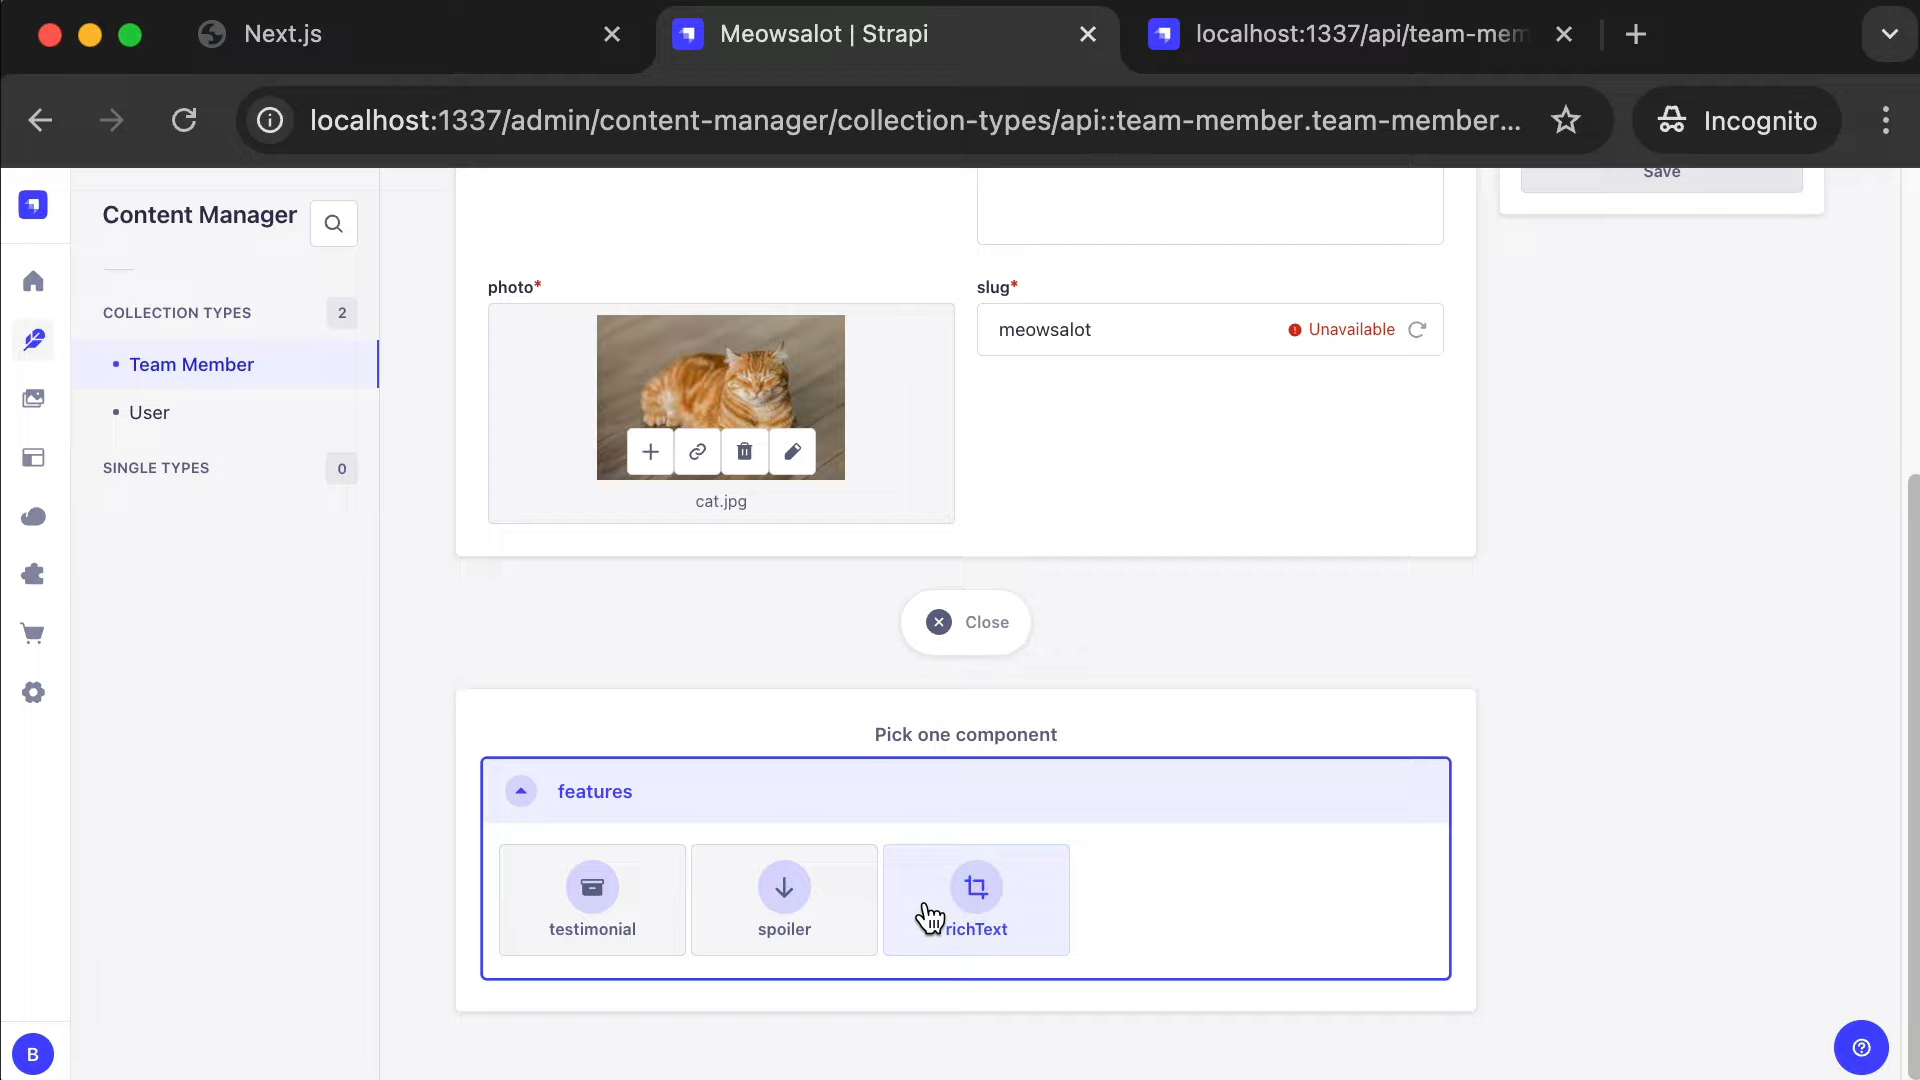 Next.js
Meowsalot | Strapi
localhost:1337/api/team-mem
localhost:1337/admin/content-manager/collection-types/api::team-member.team-member...
Incognito
Content Manager
COLLECTION TYPES
2
Team Member
User
SINGLE TYPES
0
B
Save
photo*
cat.jpg
slug*
meowsalot
Unavailable
Close
Pick one component
features
testimonial
spoiler
richText